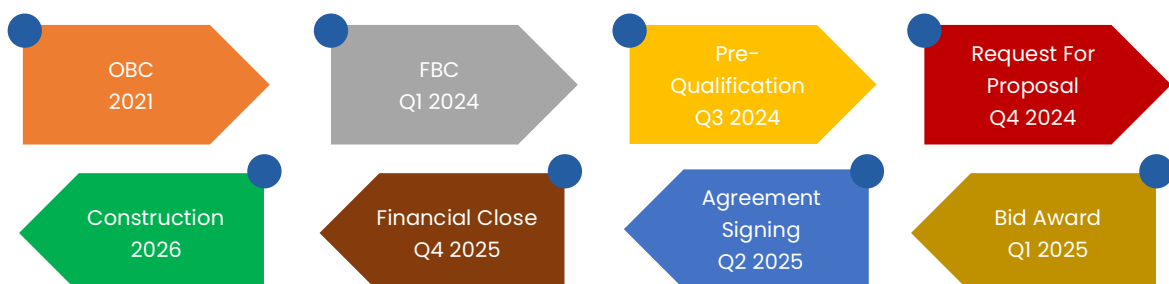 OBC
2021
FBC
Q1 2024
Pre-
Qualification
Q3 2024
Request For
Proposal
Q4 2024
Bid Award
Q1 2025
Agreement
Signing
Q2 2025
Financial Close
Q4 2025
Construction
2026